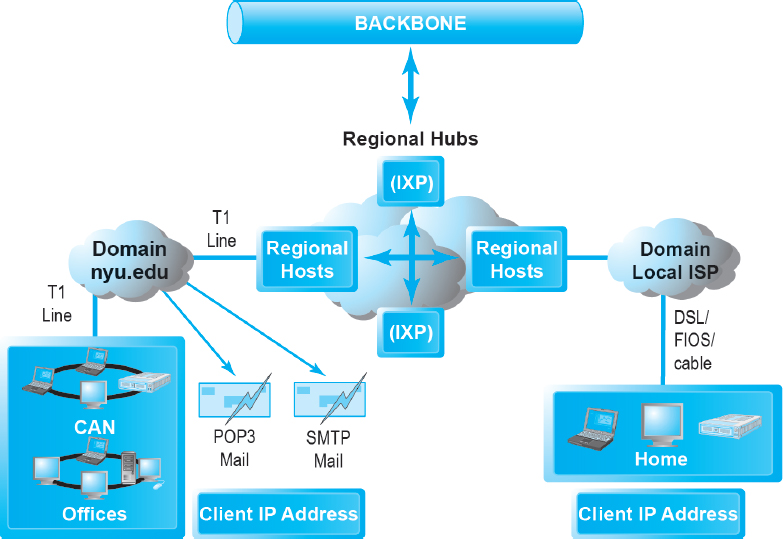 BACKBONE
Regional Hubs
(IXP)
T1
Line
Regional
Hosts
Regional
Hosts
Domain
nyu.edu
Domain
Local ISP
T1
Line
(IXP)
DSL/
FIOS/
cable
CAN
POP3
Mail
SMTP
Mail
Home
Offices
Client IP Address
Client IP Address